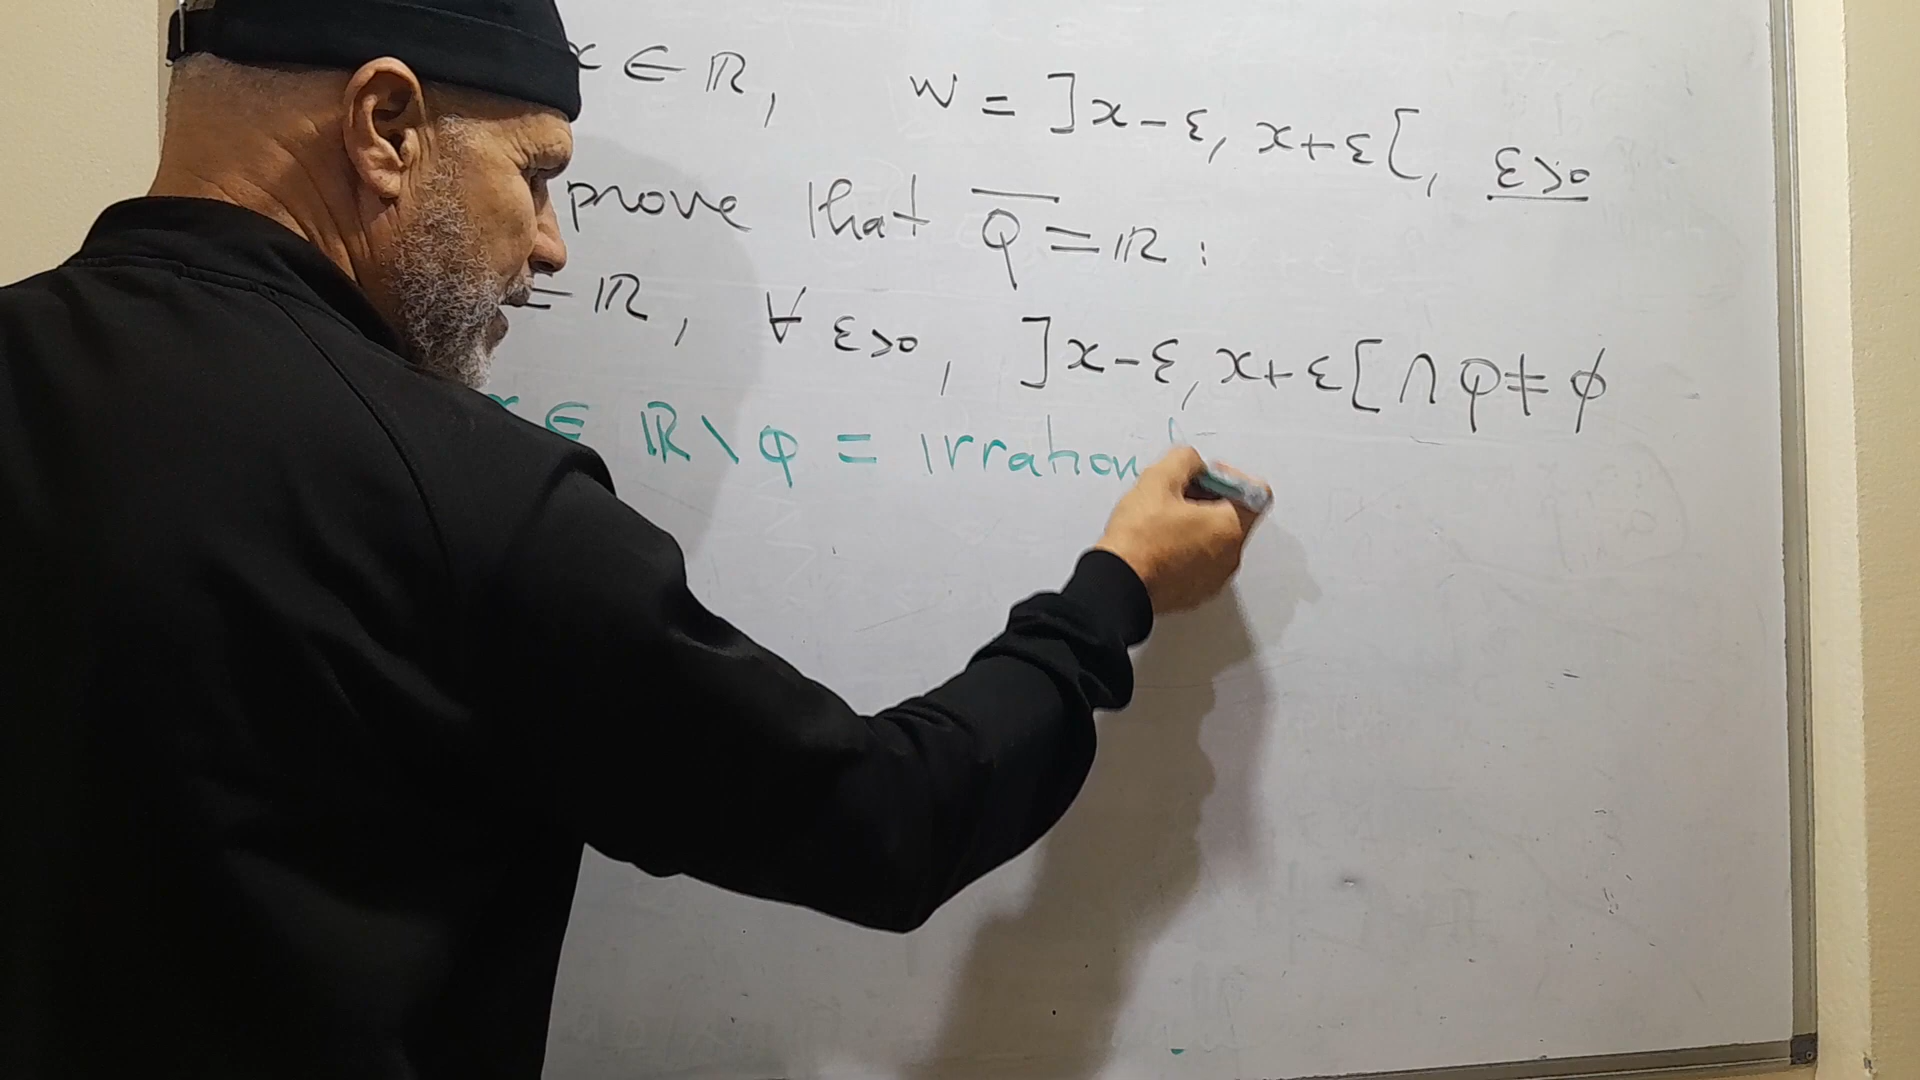 x ∈ ℝ, W = ]x-ε, x+ε[, ε>0
prove that Q̅ = ℝ :
= ℝ, ∀ ε>0, ]x-ε, x+ε[ ∩ Q ≠ ∅
x ∈ ℝ \ Q = irration